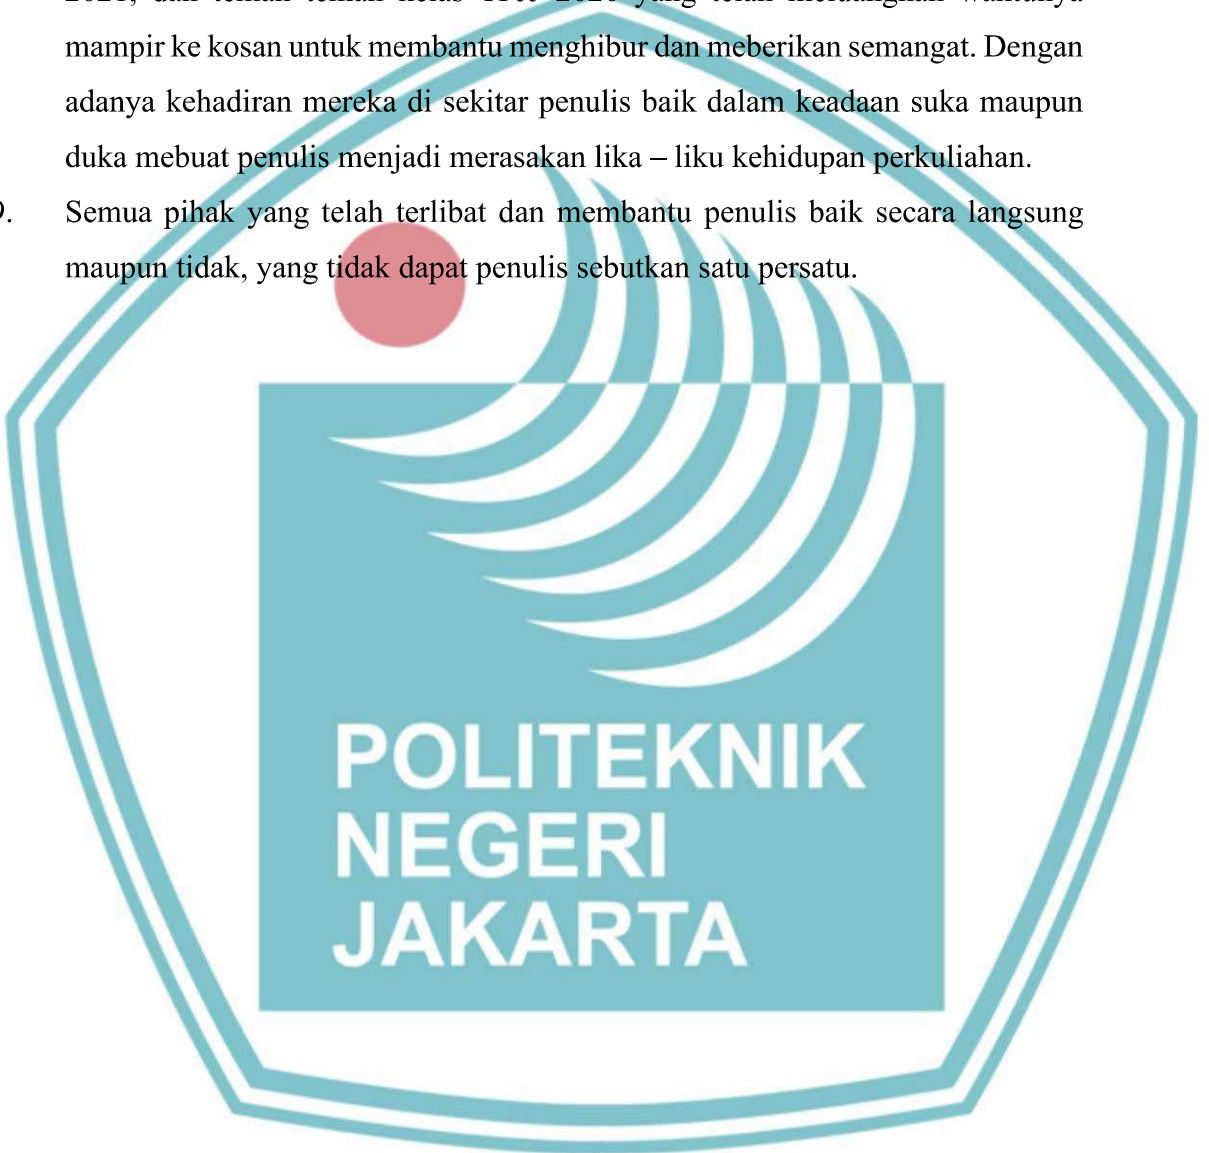 mampir ke kosan untuk membantu menghibur dan meberikan semangat. Dengan
adanya kehadiran mereka di sekitar penulis baik dalam keadaan suka maupun
duka mebuat penulis menjadi merasakan lika – liku kehidupan perkuliahan.
Semua pihak yang telah terlibat dan membantu penulis baik secara langsung
maupun tidak, yang tidak dapat penulis sebutkan satu persatu.
POLITEKNIK
NEGERI
JAKARTA